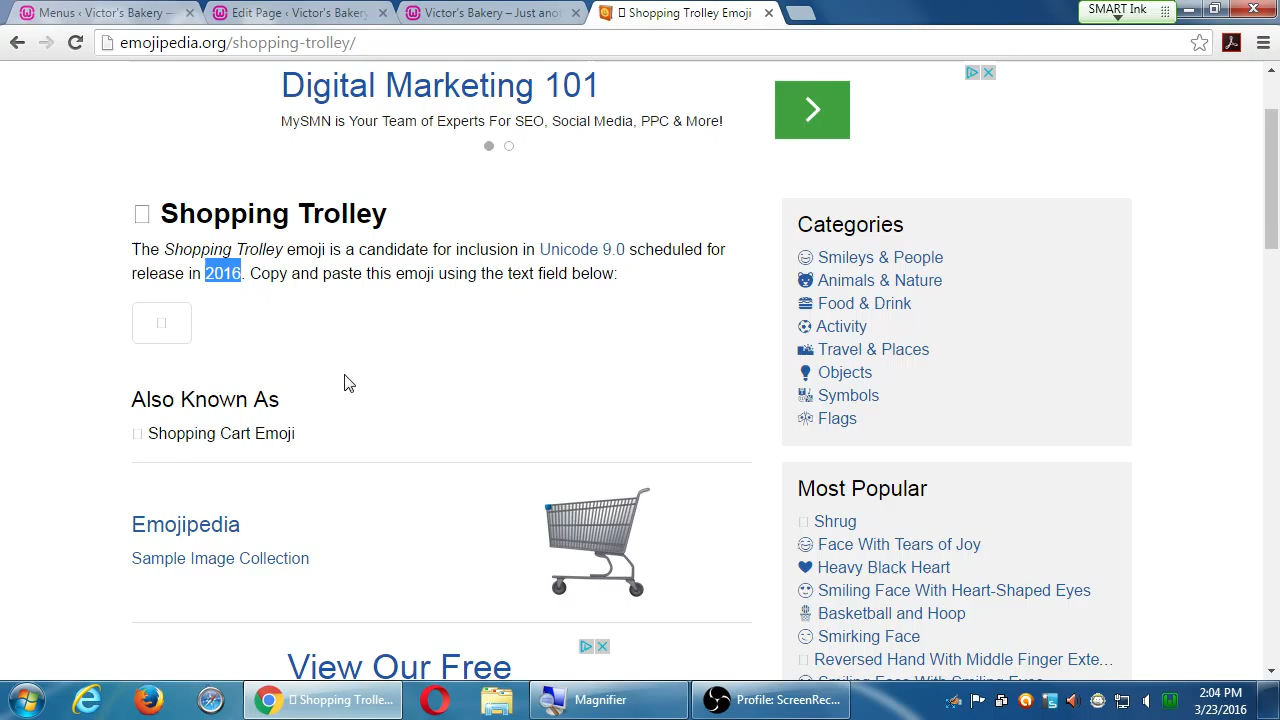 Menus ‹ Victor's Bakery –
Edit Page ‹ Victor's Bakery
Victor's Bakery – Just anot
Shopping Trolley Emoji
SMART Ink
emojipedia.org/shopping-trolley/
Digital Marketing 101
MySMN is Your Team of Experts For SEO, Social Media, PPC & More!
Shopping Trolley
The Shopping Trolley emoji is a candidate for inclusion in Unicode 9.0 scheduled for
release in 2016. Copy and paste this emoji using the text field below:
Also Known As
Shopping Cart Emoji
Emojipedia
Sample Image Collection
View Our Free
Categories
Smileys & People
Animals & Nature
Food & Drink
Activity
Travel & Places
Objects
Symbols
Flags
Most Popular
Shrug
Face With Tears of Joy
Heavy Black Heart
Smiling Face With Heart-Shaped Eyes
Basketball and Hoop
Smirking Face
Reversed Hand With Middle Finger Exte...
Shopping Trolle...
Magnifier
Profile: ScreenRec...
2:04 PM
3/23/2016